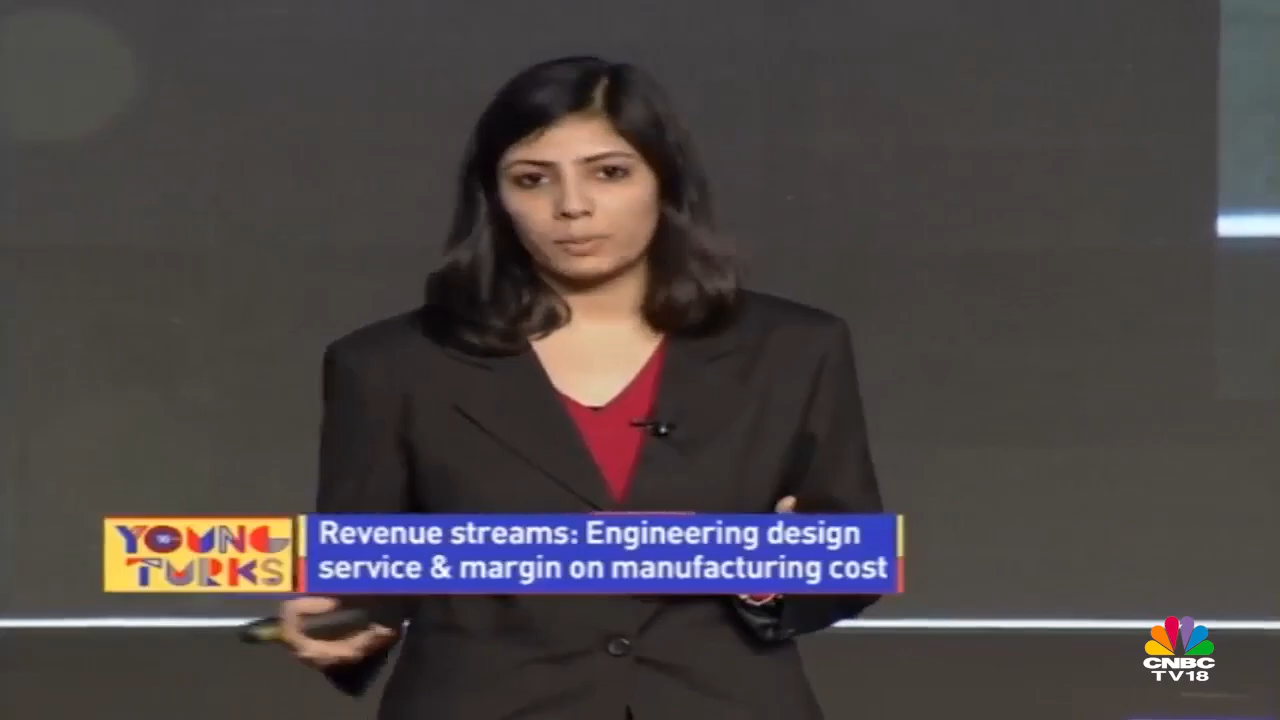 YOUNG
TURKS
Revenue streams: Engineering design
service & margin on manufacturing cost
CNBC
TV18